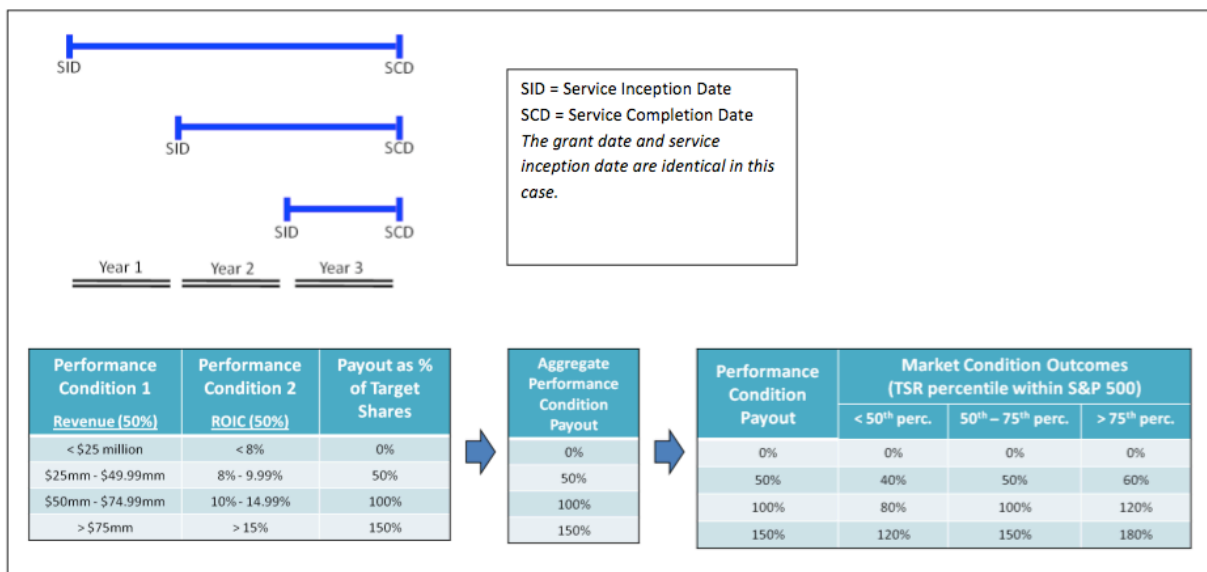 SID
SCD
SID
SCD
SID
SCD
Year 1
Year 2
Year 3
SID = Service Inception Date
SCD = Service Completion Date
The grant date and service
inception date are identical in this
case.
Performance
Condition 1
Revenue (50%)
Performance
Condition 2
ROIC (50%)
Payout as %
of Target
Shares
< $25 million
< 8%
0%
$25mm - $49.99mm
8% - 9.99%
50%
$50mm - $74.99mm
10% - 14.99%
100%
> $75mm
> 15%
150%
Aggregate
Performance
Condition
Payout
0%
50%
100%
150%
Performance
Condition
Payout
Market Condition Outcomes
(TSR percentile within S&P 500)
< 50th perc.
50th – 75th perc.
> 75th perc.
0%
0%
0%
0%
50%
40%
50%
60%
100%
80%
100%
120%
150%
120%
150%
180%